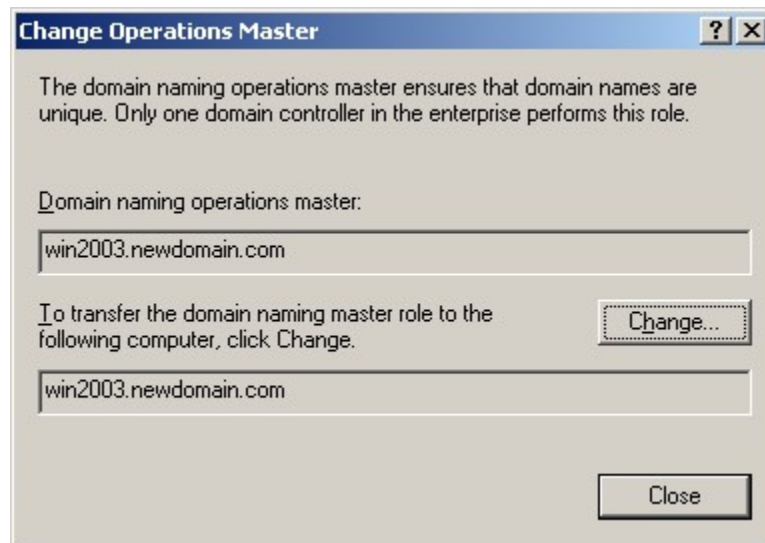 Change Operations Master
The domain naming operations master ensures that domain names are
unique. Only one domain controller in the enterprise performs this role.
Domain naming operations master:
win2003.newdomain.com
To transfer the domain naming master role to the
following computer, click Change.
Change...
win2003.newdomain.com
Close